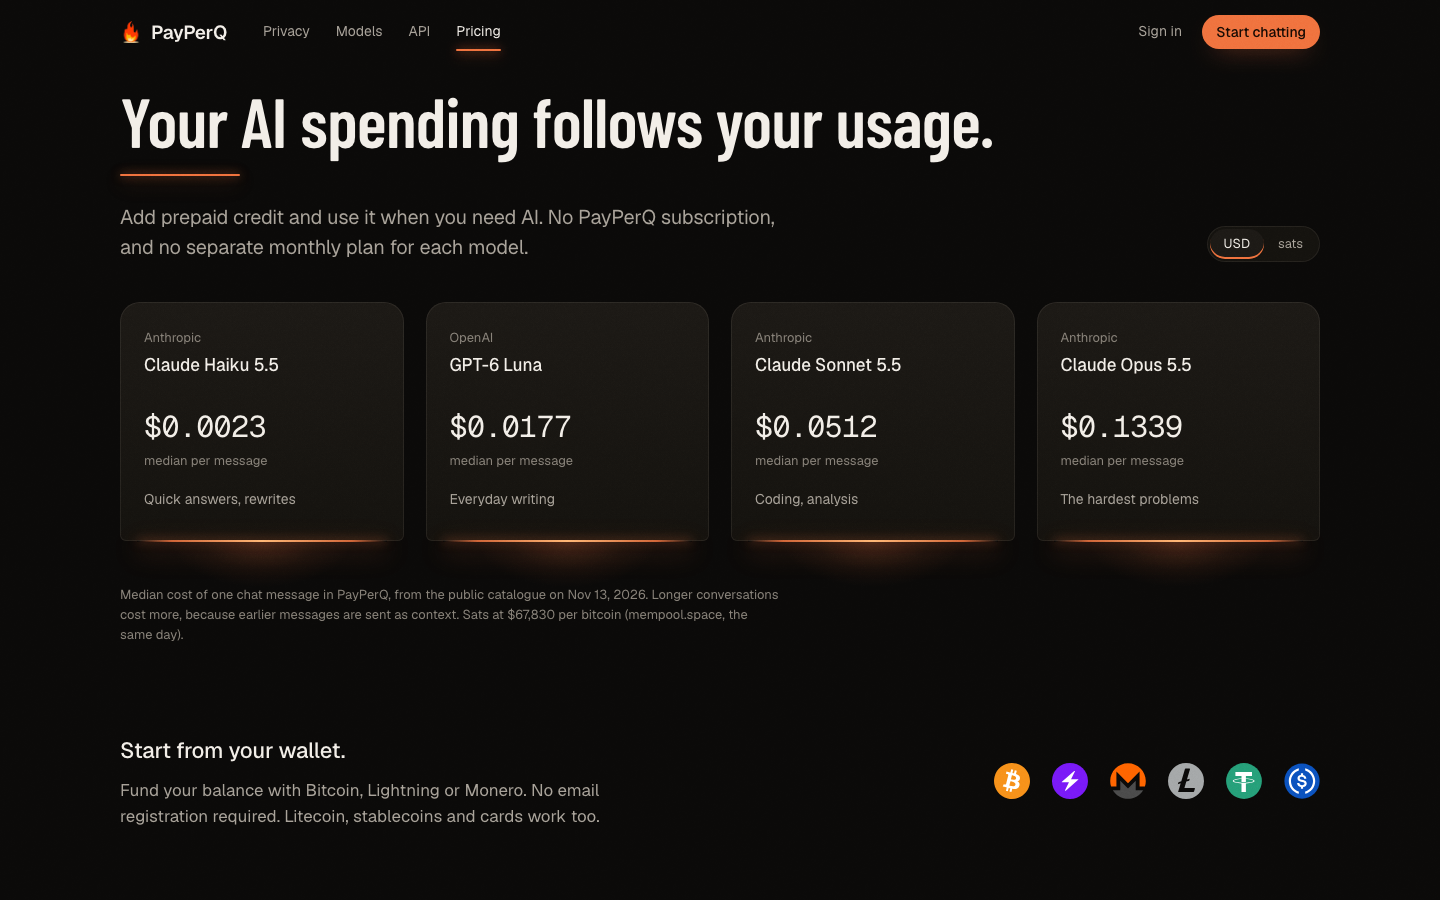 PayPerQ
Privacy
Models
API
Pricing
Sign in
Start chatting
Your AI spending follows your usage.
Add prepaid credit and use it when you need AI. No PayPerQ subscription,
and no separate monthly plan for each model.
USD
sats
Anthropic
Claude Haiku 5.5
$0.0023
median per message
Quick answers, rewrites
OpenAI
GPT-6 Luna
$0.0177
median per message
Everyday writing
Anthropic
Claude Sonnet 5.5
$0.0512
median per message
Coding, analysis
Anthropic
Claude Opus 5.5
$0.1339
median per message
The hardest problems
Median cost of one chat message in PayPerQ, from the public catalogue on Nov 13, 2026. Longer conversations
cost more, because earlier messages are sent as context. Sats at $67,830 per bitcoin (mempool.space, the
same day).
Start from your wallet.
Fund your balance with Bitcoin, Lightning or Monero. No email
registration required. Litecoin, stablecoins and cards work too.